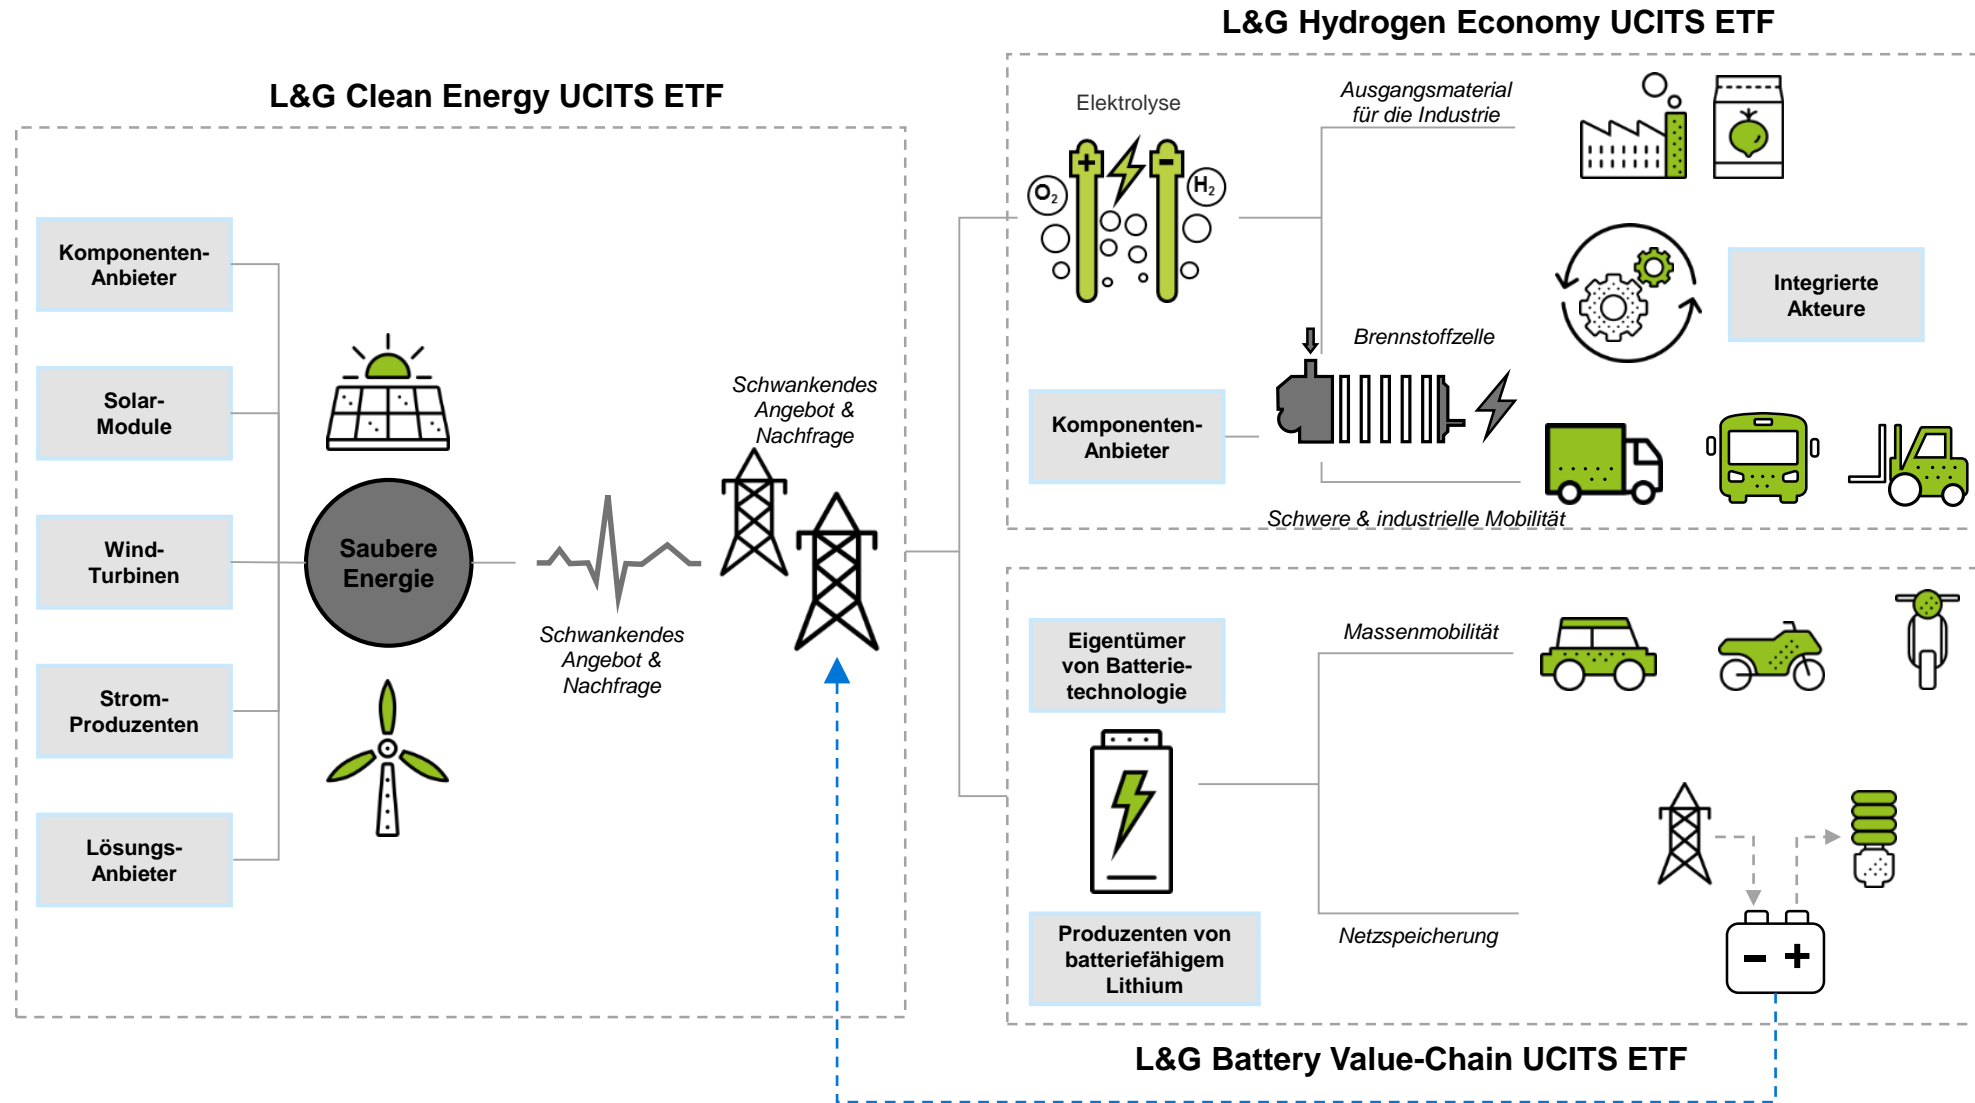 L&G Hydrogen Economy UCITS ETF
L&G Clean Energy UCITS ETF
Komponenten-
Anbieter
Solar-
Module
Wind-
Turbinen
Strom-
Produzenten
Lösungs-
Anbieter
Saubere
Energie
Schwankendes
Angebot &
Nachfrage
Schwankendes
Angebot &
Nachfrage
Elektrolyse
O2
+
-
H2
Ausgangsmaterial
für die Industrie
Integrierte
Akteure
Brennstoffzelle
Komponenten-
Anbieter
Schwere & industrielle Mobilität
Eigentümer
von Batterie-
technologie
Massenmobilität
Produzenten von
batteriefähigem
Lithium
Netzspeicherung
- +
L&G Battery Value-Chain UCITS ETF